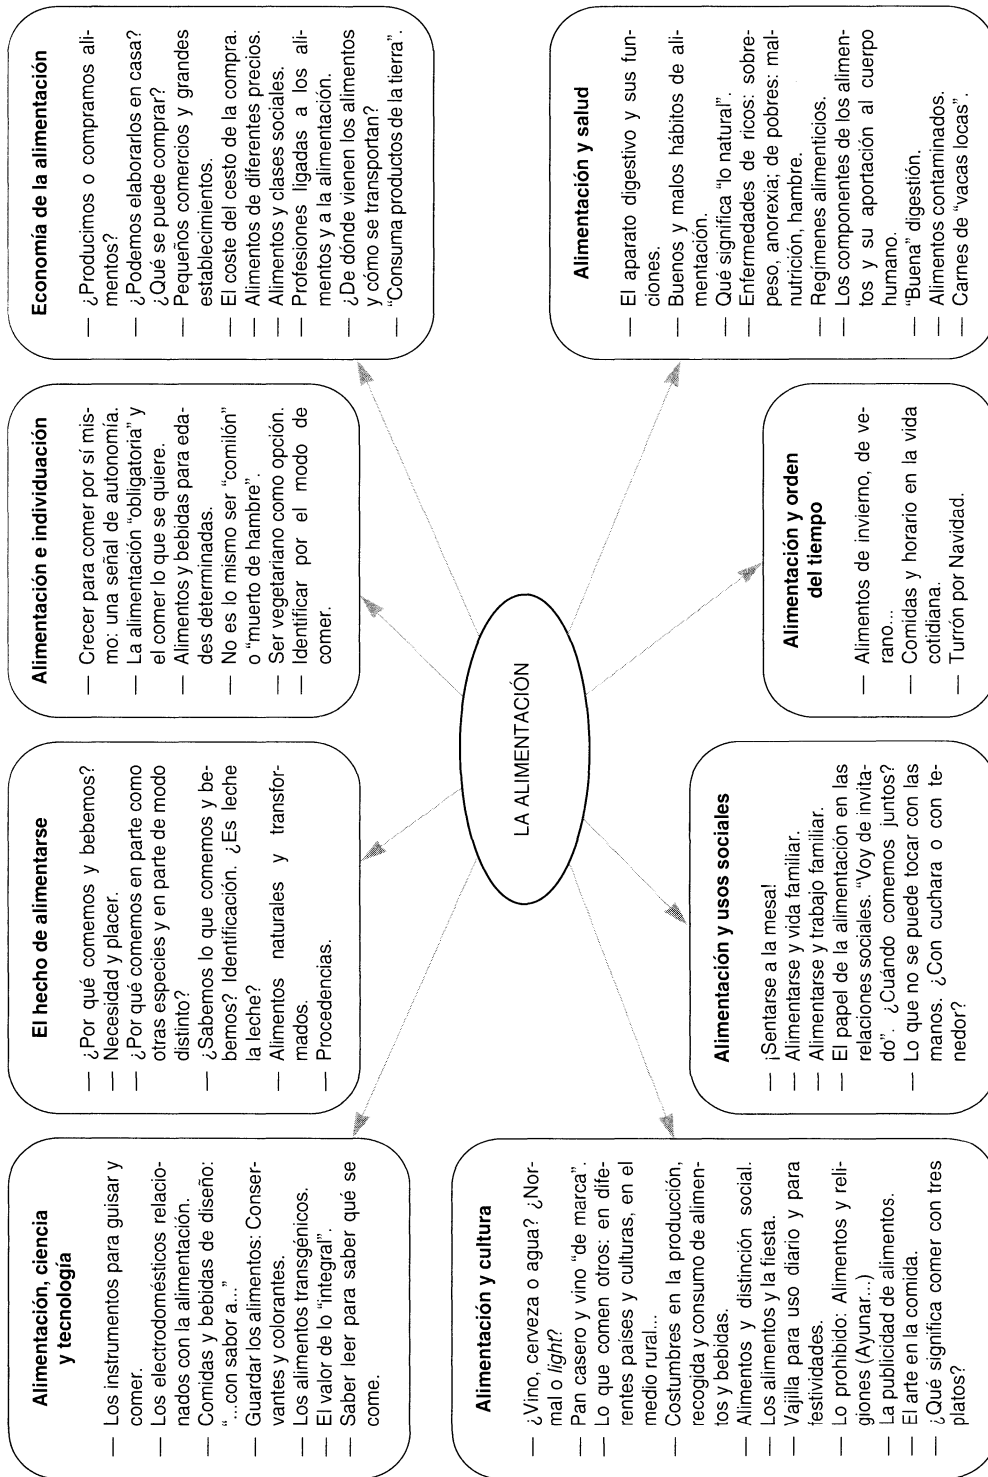 Alimentación, ciencia
y tecnología
— Los instrumentos para guisar y
comer.
— Los electrodomésticos relacio-
nados con la alimentación.
— Comidas y bebidas de diseño:
“...con sabor a...”
— Guardar los alimentos: Conser-
vantes y colorantes.
— Los alimentos transgénicos.
— El valor de lo “integral”.
— Saber leer para saber qué se
come.
El hecho de alimentarse
— ¿Por qué comemos y bebemos?
— Necesidad y placer.
— ¿Por qué comemos en parte como
otras especies y en parte de modo
distinto?
— ¿Sabemos lo que comemos y be-
bemos? Identificación. ¿Es leche
la leche?
— Alimentos naturales y transfor-
mados.
— Procedencias.
Alimentación e individuación
— Crecer para comer por sí mis-
mo: una señal de autonomía.
— La alimentación “obligatoria” y
el comer lo que se quiere.
— Alimentos y bebidas para eda-
des determinadas.
— No es lo mismo ser “comilón”
o “muerto de hambre”.
— Ser vegetariano como opción.
— Identificar por el modo de
comer.
Economía de la alimentación
— ¿Producimos o compramos ali-
mentos?
— ¿Podemos elaborarlos en casa?
¿Qué se puede comprar?
— Pequeños comercios y grandes
establecimientos.
— El coste del cesto de la compra.
— Alimentos de diferentes precios.
— Alimentos y clases sociales.
— Profesiones ligadas a los ali-
mentos y a la alimentación.
— ¿De dónde vienen los alimentos
y cómo se transportan?
— “Consuma productos de la tierra”.
LA ALIMENTACIÓN
Alimentación y cultura
— ¿Vino, cerveza o agua? ¿Nor-
mal o light?
— Pan casero y vino “de marca”.
— Lo que comen otros: en dife-
rentes países y culturas, en el
medio rural...
— Costumbres en la producción,
recogida y consumo de alimen-
tos y bebidas.
— Alimentos y distinción social.
— Los alimentos y la fiesta.
— Vajilla para uso diario y para
festividades.
— Lo prohibido: Alimentos y reli-
giones (Ayunar...)
— La publicidad de alimentos.
— El arte en la comida.
— ¿Qué significa comer con tres
platos?
Alimentación y usos sociales
— ¡Sentarse a la mesa!
— Alimentarse y vida familiar.
— Alimentarse y trabajo familiar.
— El papel de la alimentación en las
relaciones sociales. “Voy de invita-
do”. ¿Cuándo comemos juntos?
— Lo que no se puede tocar con las
manos. ¿Con cuchara o con te-
nedor?
Alimentación y orden
del tiempo
— Alimentos de invierno, de ve-
rano...
— Comidas y horario en la vida
cotidiana.
— Turrón por Navidad.
Alimentación y salud
— El aparato digestivo y sus fun-
ciones.
— Buenos y malos hábitos de ali-
mentación.
— Qué significa “lo natural”.
— Enfermedades de ricos: sobre-
peso, anorexia; de pobres: mal-
nutrición, hambre.
— Regímenes alimenticios.
— Los componentes de los alimen-
tos y su aportación al cuerpo
humano.
— “Buena” digestión.
— Alimentos contaminados.
— Carnes de “vacas locas”.